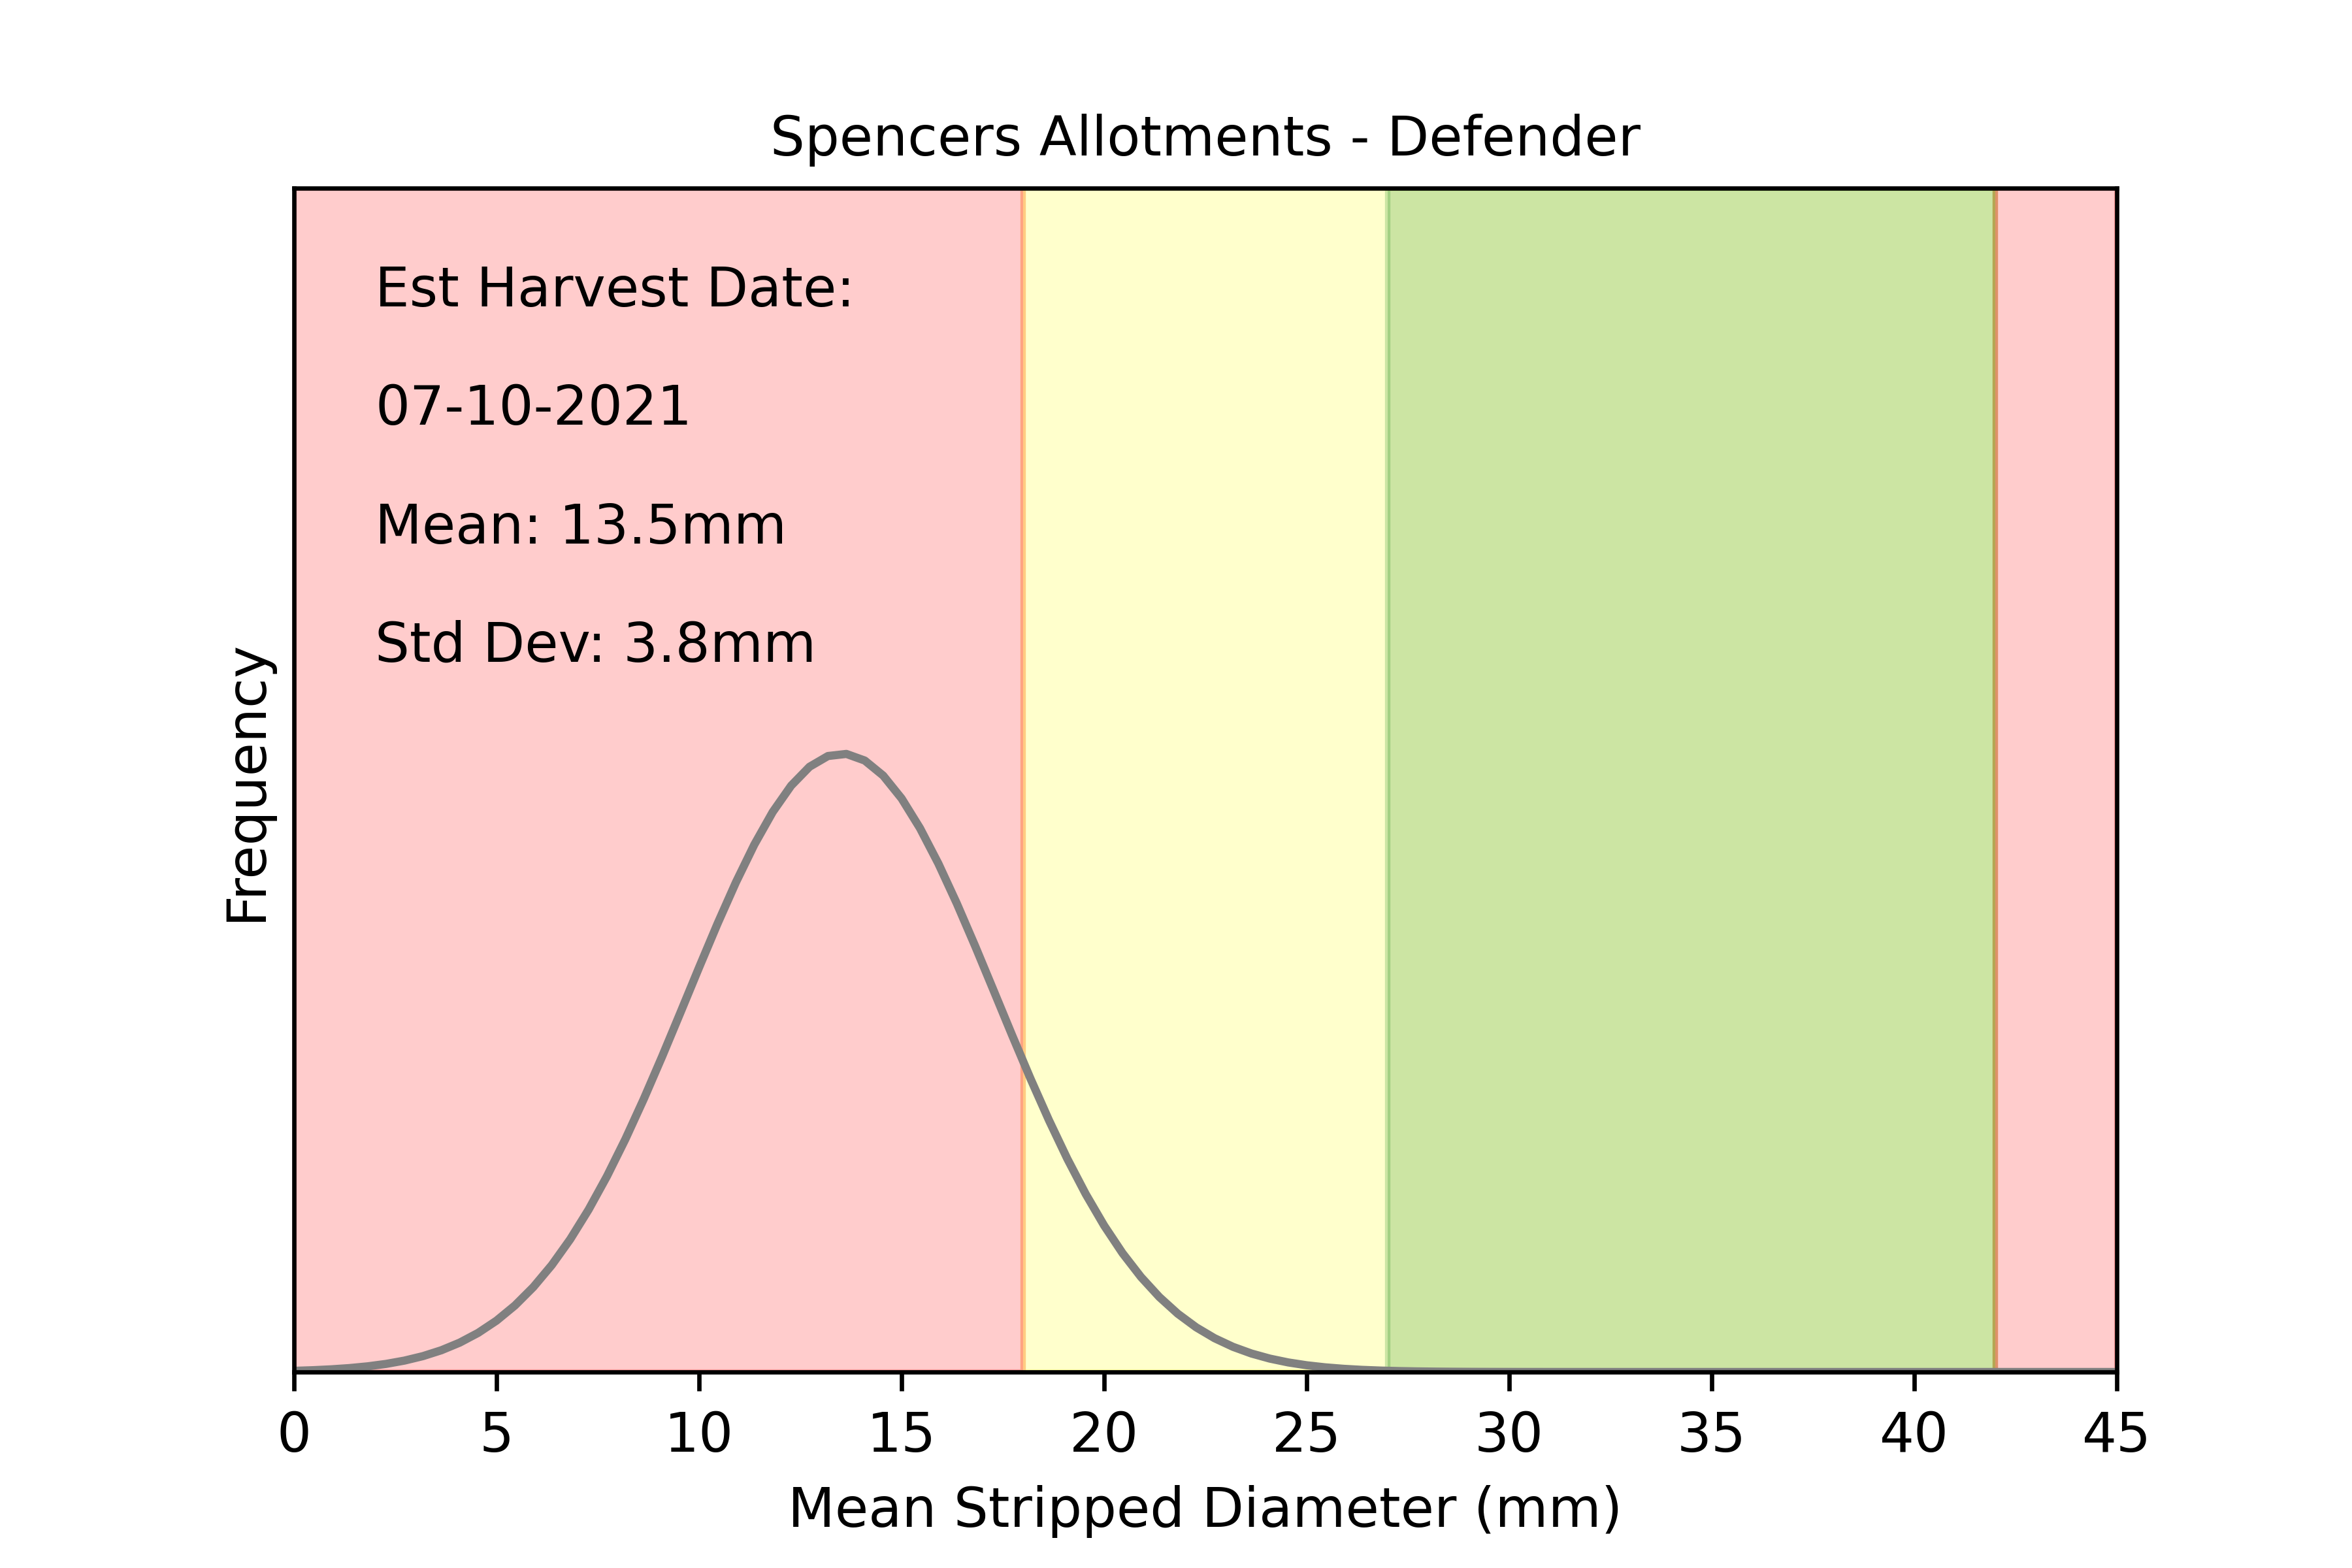 Spencers Allotments - Defender
Est Harvest Date:
07-10-2021
Mean: 13.5mm
Std Dev: 3.8mm
Frequency
0 5 10 15 20 25 30 35 40 45
Mean Stripped Diameter (mm)